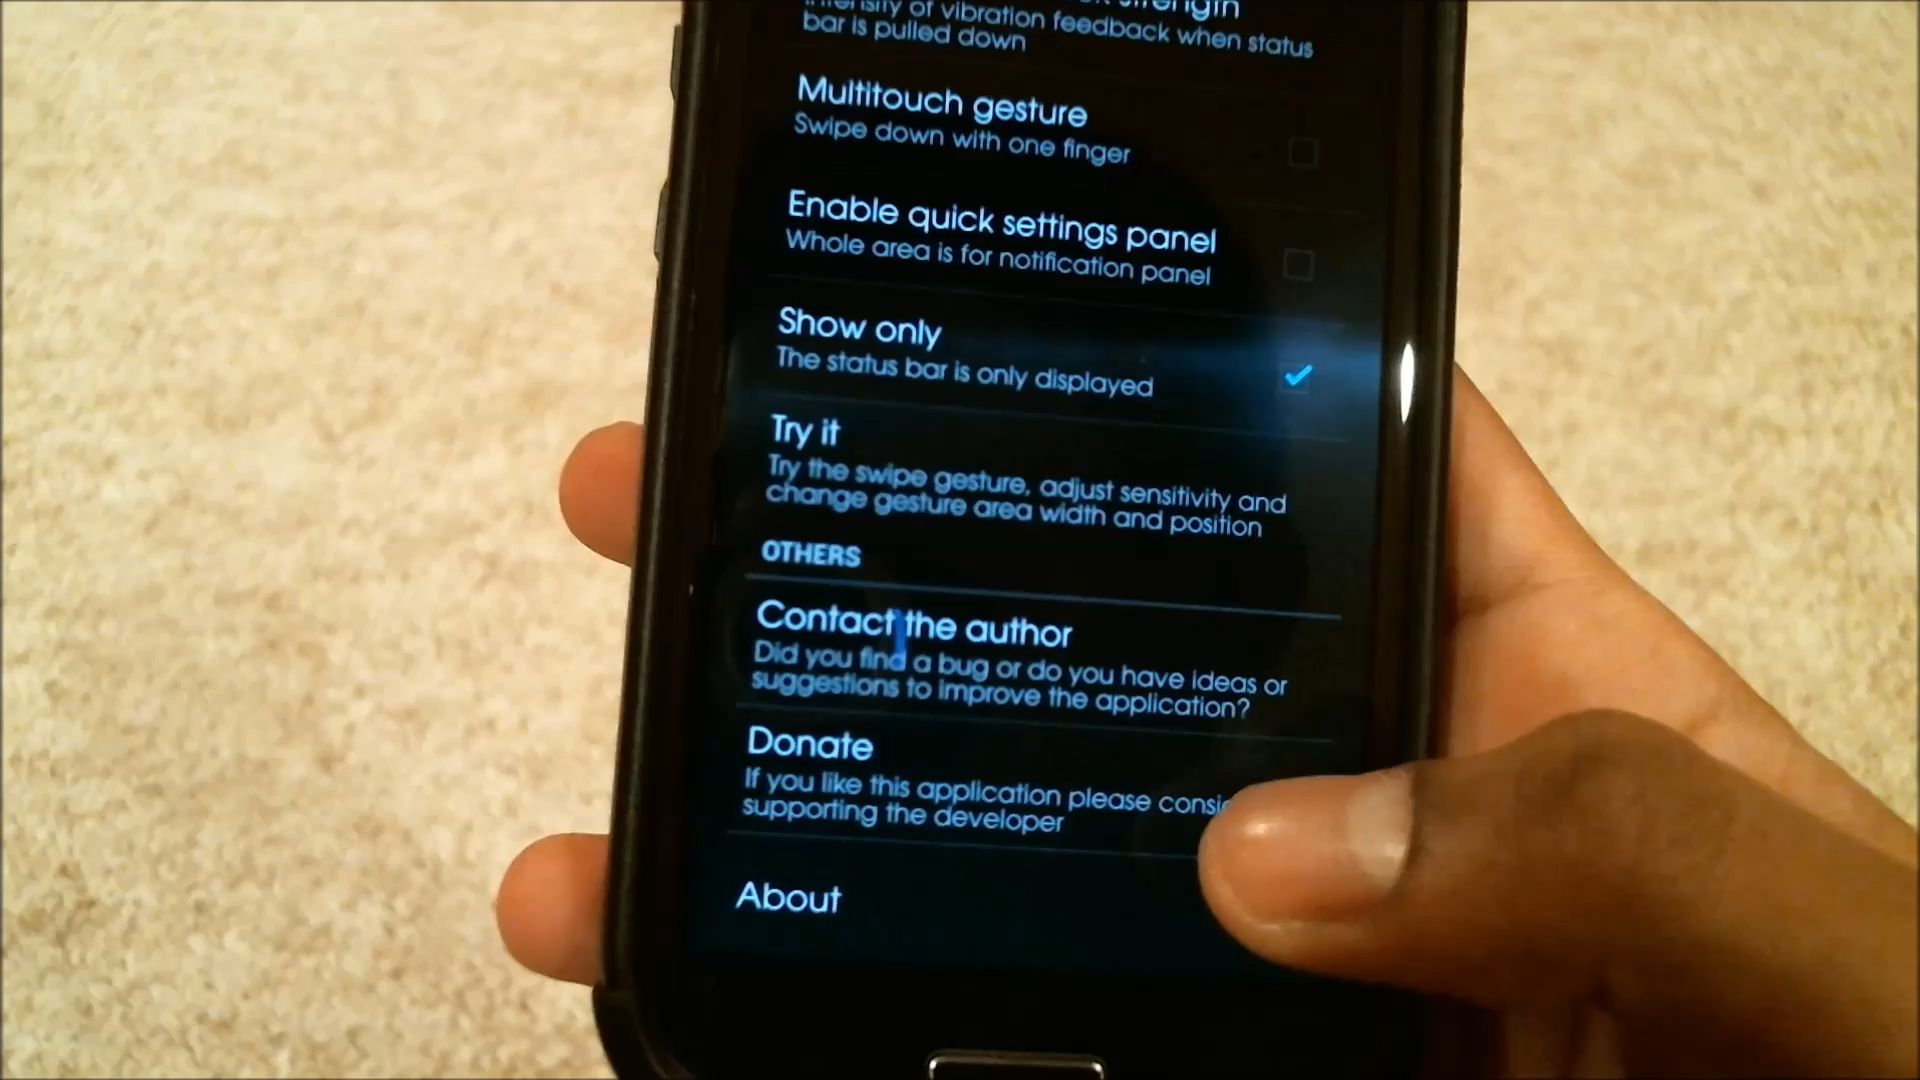 strength
intensity of vibration feedback when status
bar is pulled down
Multitouch gesture
Swipe down with one finger
Enable quick settings panel
Whole area is for notification panel
Show only
The status bar is only displayed
Try it
Try the swipe gesture, adjust sensitivity and
change gesture area width and position
OTHERS
Contact the author
Did you find a bug or do you have ideas or
suggestions to improve the application?
Donate
If you like this application please consi
supporting the developer
About